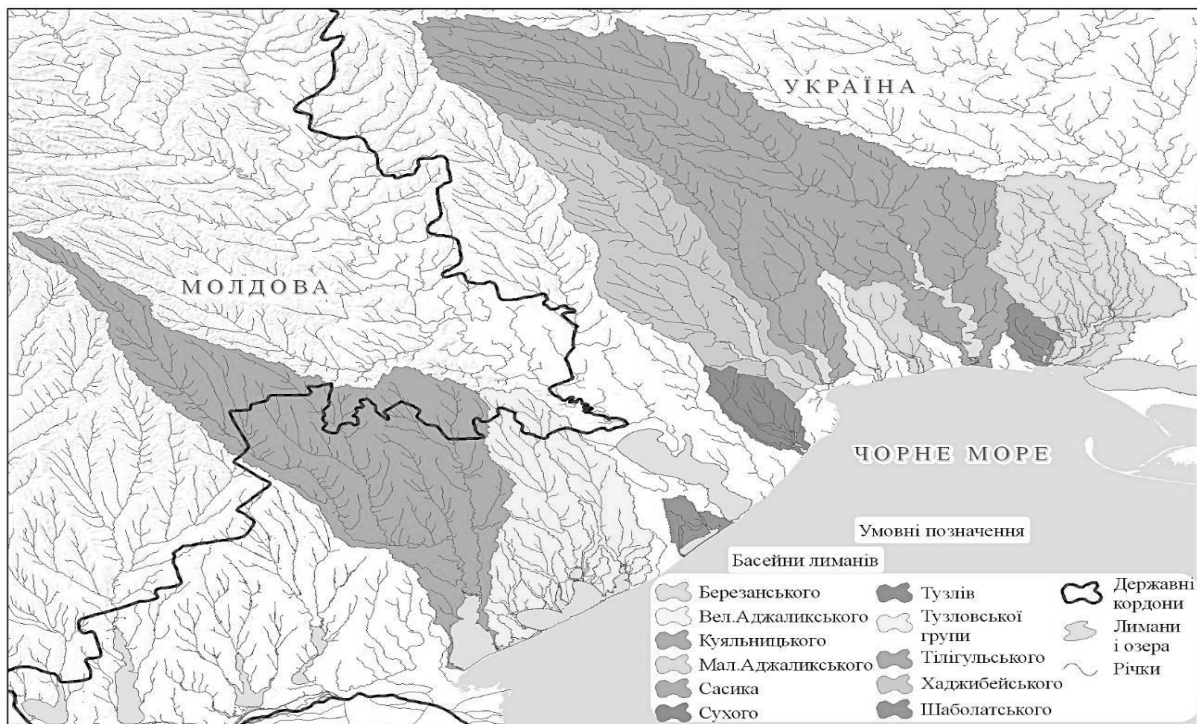 УКРАЇНА
МОЛДОВА
ЧОРНЕ МОРЕ
Умовні позначення
Басейни лиманів
Березанського
Вел.Аджаликського
Куяльницького
Мал.Аджаликського
Сасика
Сухого
Тузлів
Тузловської
групи
Тілігульського
Хаджибейського
Шаболатського
Державні
кордони
Лимани
і озера
Річки